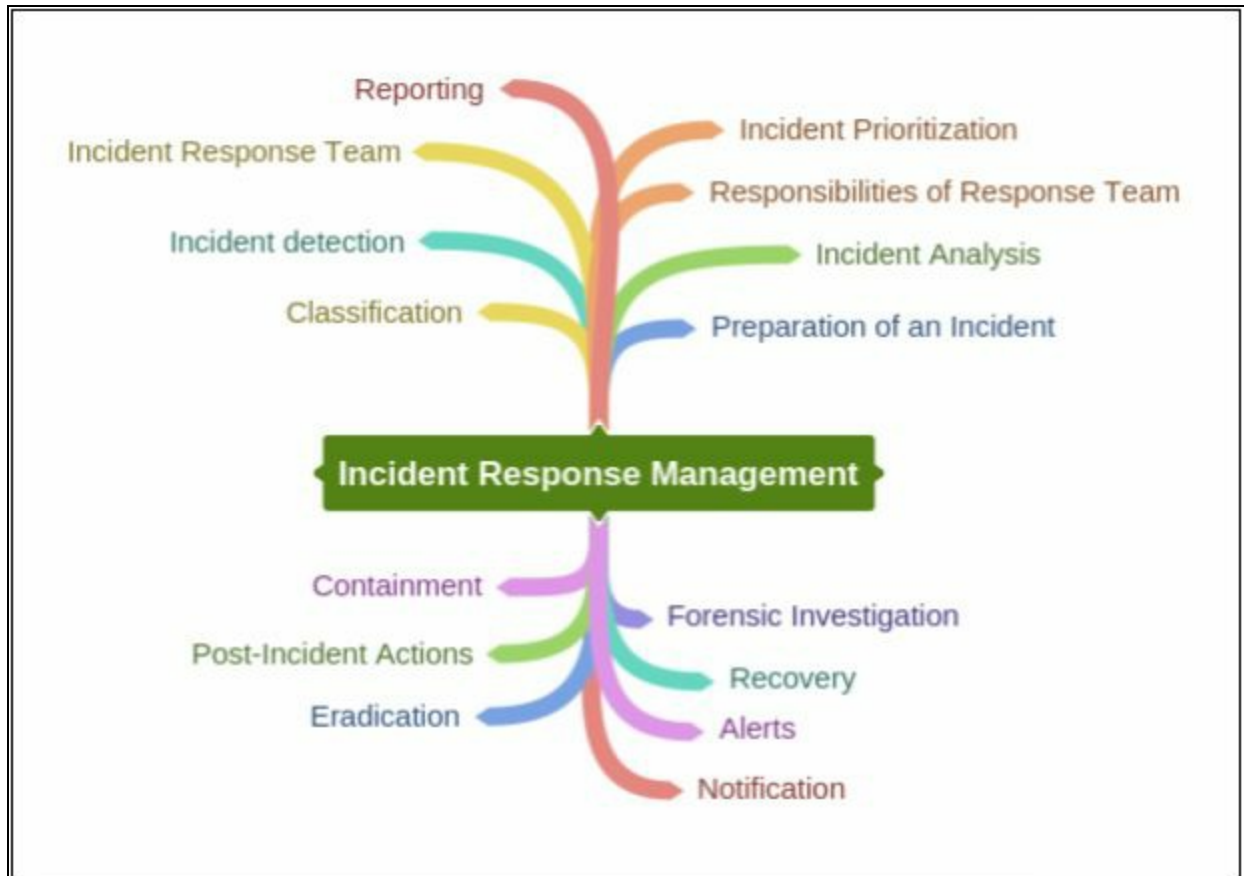 Reporting
Incident Prioritization
Incident Response Team
Responsibilities of Response Team
Incident detection
Incident Analysis
Classification
Preparation of an Incident
Incident Response Management
Containment
Forensic Investigation
Post-Incident Actions
Recovery
Eradication
Alerts
Notification